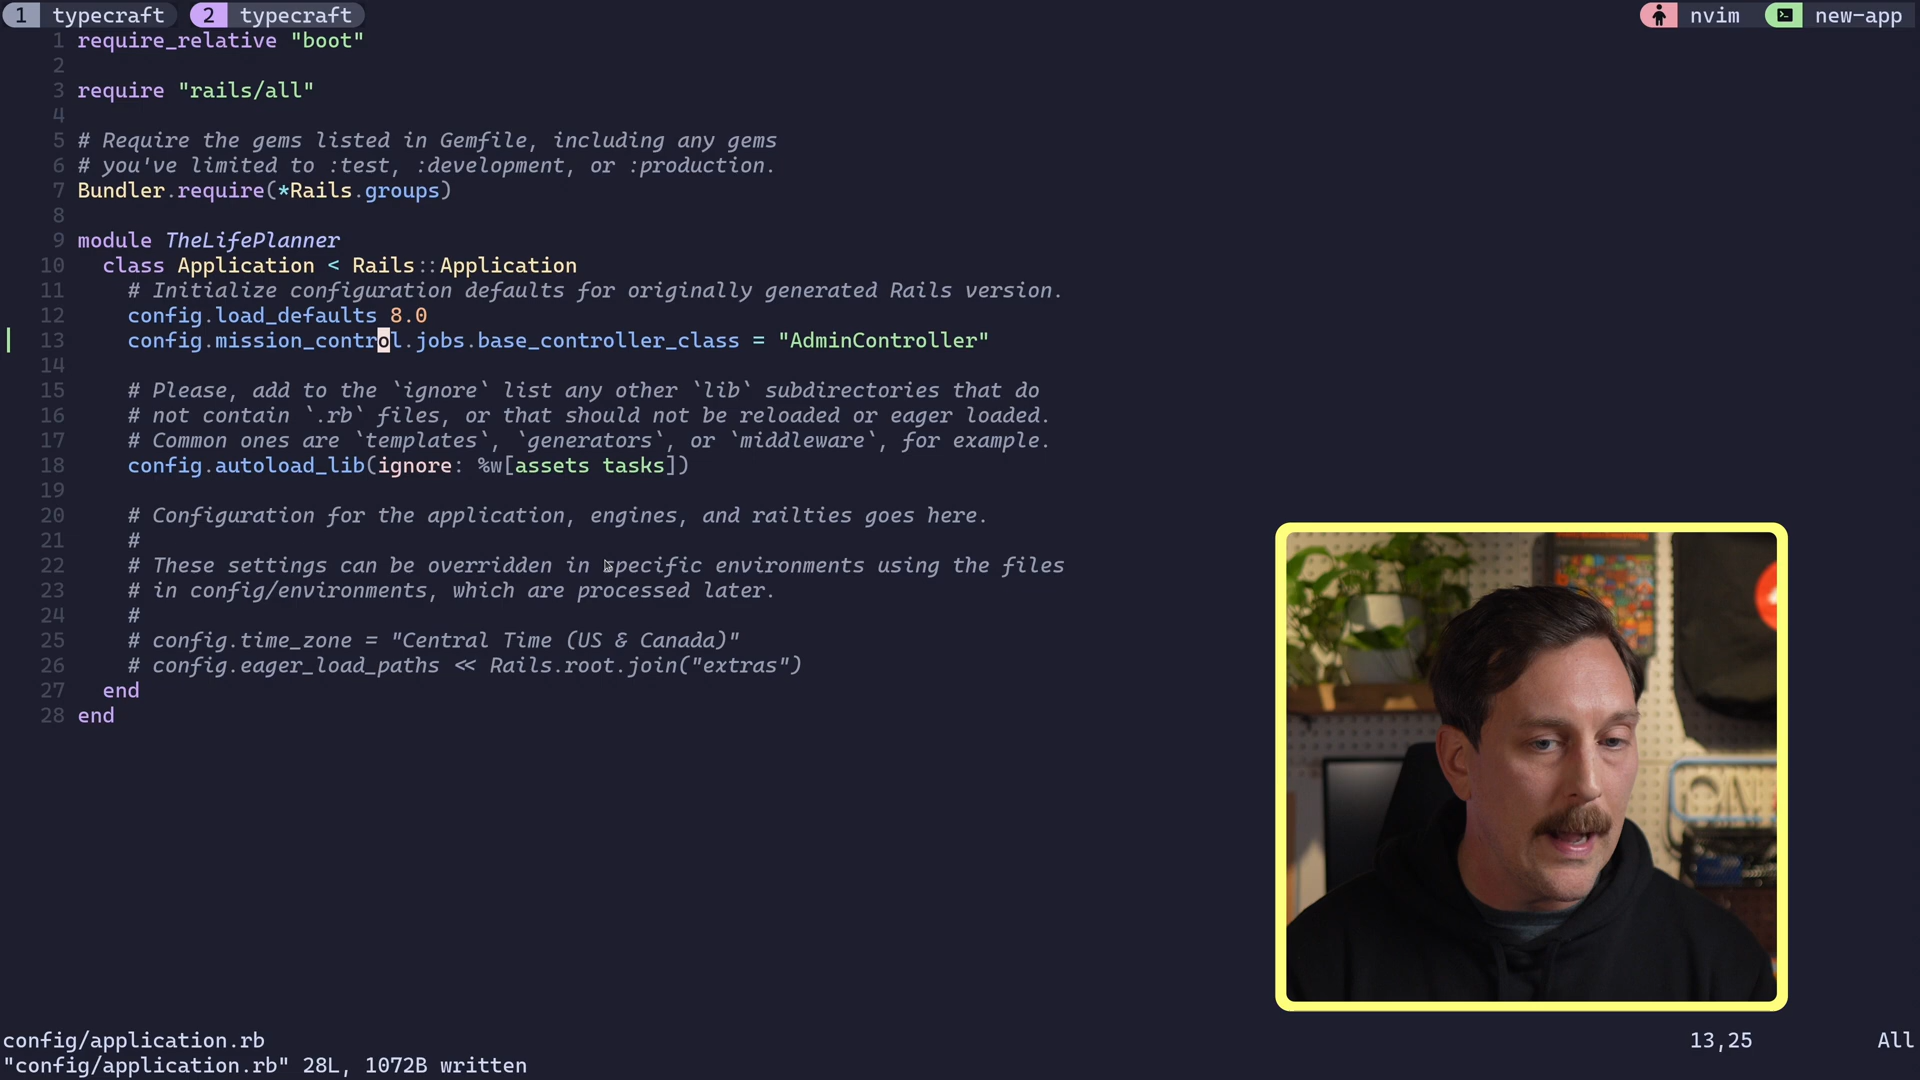 1 typecraft 2 typecraft nvim new-app
1 require_relative "boot"
2
3 require "rails/all"
4
5 # Require the gems listed in Gemfile, including any gems
6 # you've limited to :test, :development, or :production.
7 Bundler.require(*Rails.groups)
8
9 module TheLifePlanner
10 class Application < Rails::Application
11 # Initialize configuration defaults for originally generated Rails version.
12 config.load_defaults 8.0
13 config.mission_control.jobs.base_controller_class = "AdminController"
14
15 # Please, add to the `ignore` list any other `lib` subdirectories that do
16 # not contain `.rb` files, or that should not be reloaded or eager loaded.
17 # Common ones are `templates`, `generators`, or `middleware`, for example.
18 config.autoload_lib(ignore: %w[assets tasks])
19
20 # Configuration for the application, engines, and railties goes here.
21 #
22 # These settings can be overridden in specific environments using the files
23 # in config/environments, which are processed later.
24 #
25 # config.time_zone = "Central Time (US & Canada)"
26 # config.eager_load_paths << Rails.root.join("extras")
27 end
28 end
config/application.rb 13,25 All
"config/application.rb" 28L, 1072B written